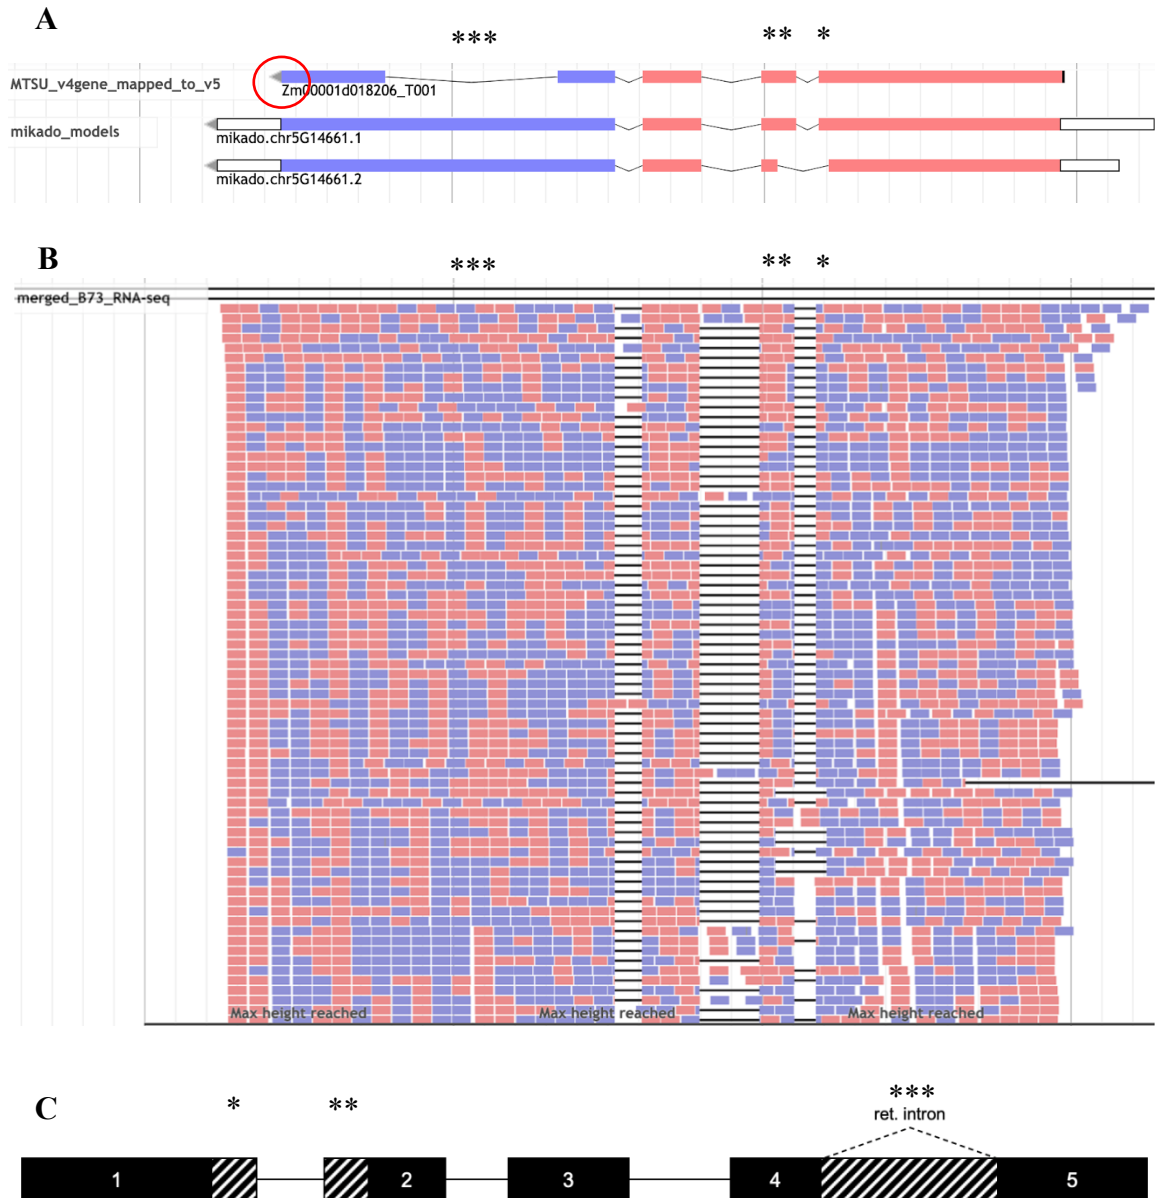 A
*** ** *
MTSU_v4gene_mapped_to_v5
Zm00001d018206_T001
mikado_models
mikado.chr5G14661.1
mikado.chr5G14661.2
B
*** ** *
merged_B73_RNA-seq
Max height reached Max height reached Max height reached
C
* ** ***
ret. intron
1 2 3 4 5